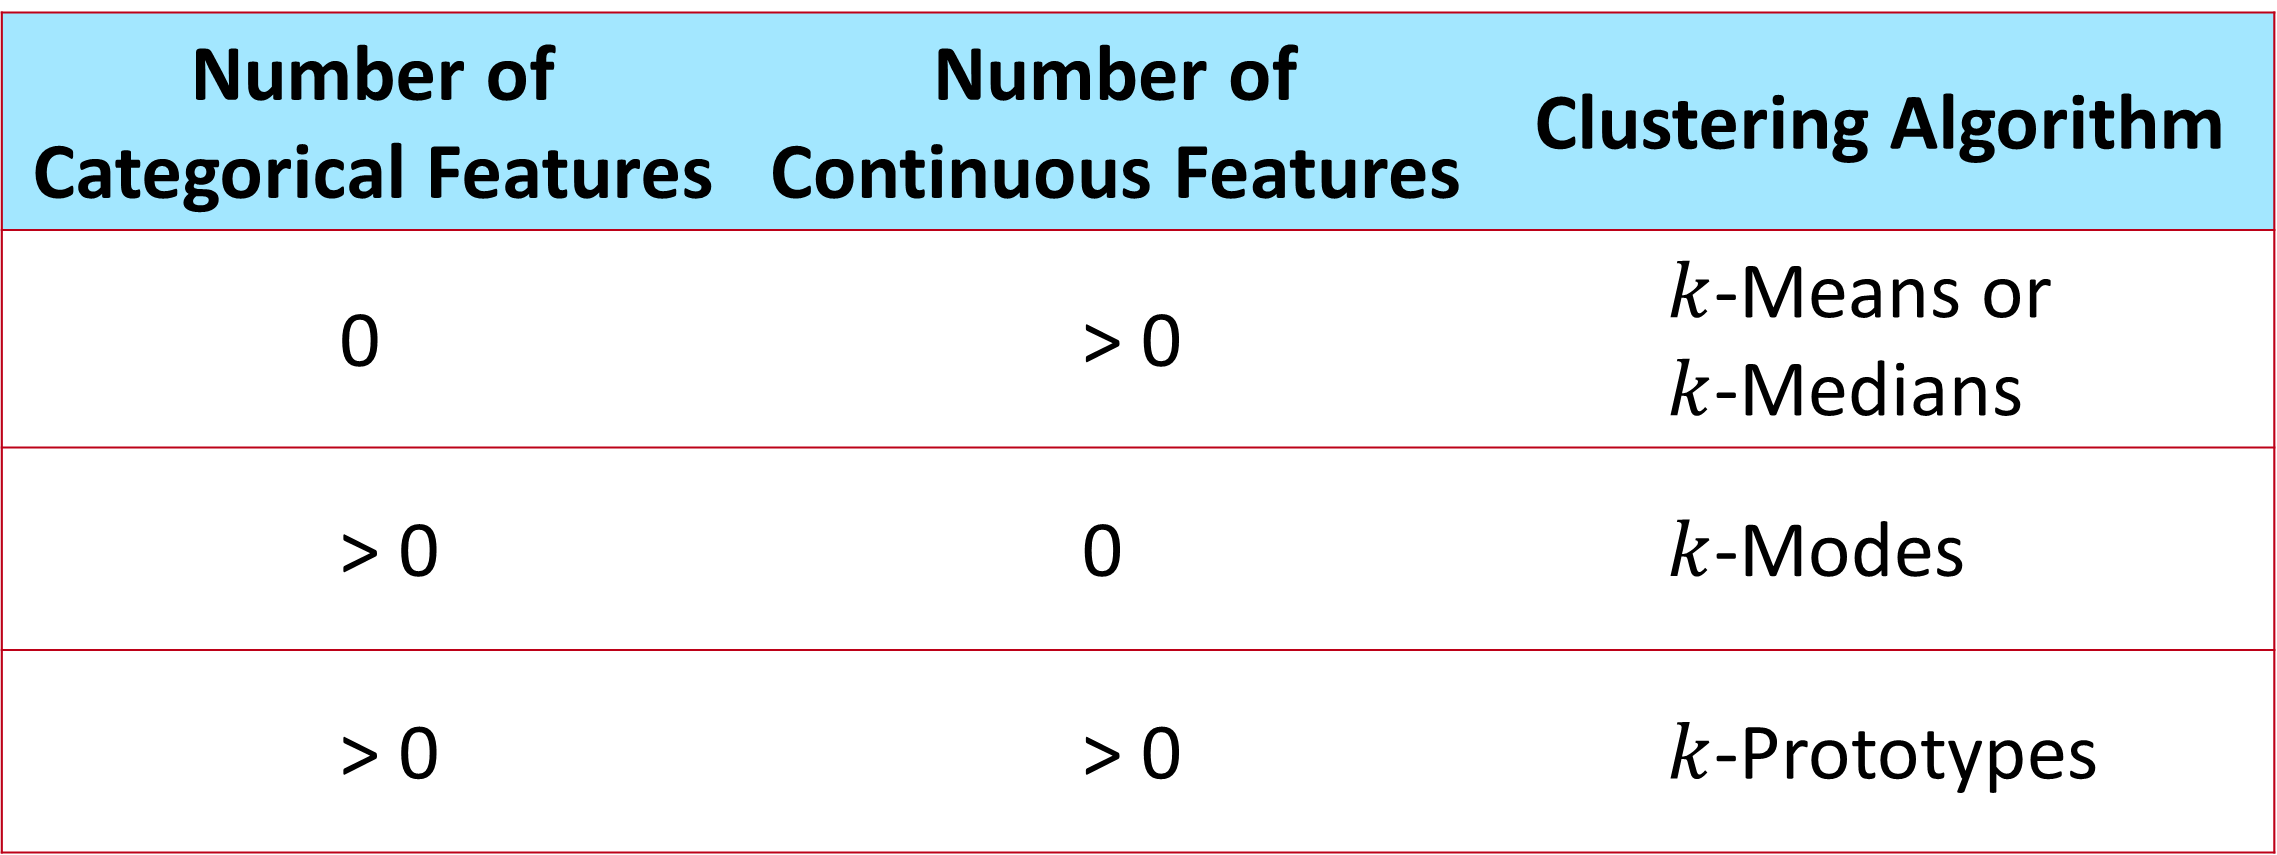 Number of Categorical Features
Number of Continuous Features
Clustering Algorithm
0
> 0
k-Means or
k-Medians
> 0
0
k-Modes
> 0
> 0
k-Prototypes